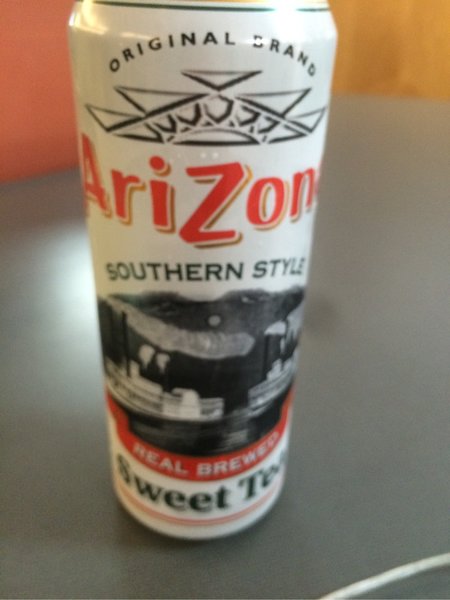 ORIGINAL BRAND
AriZon
SOUTHERN STYLE
REAL BREWED
Sweet Tea